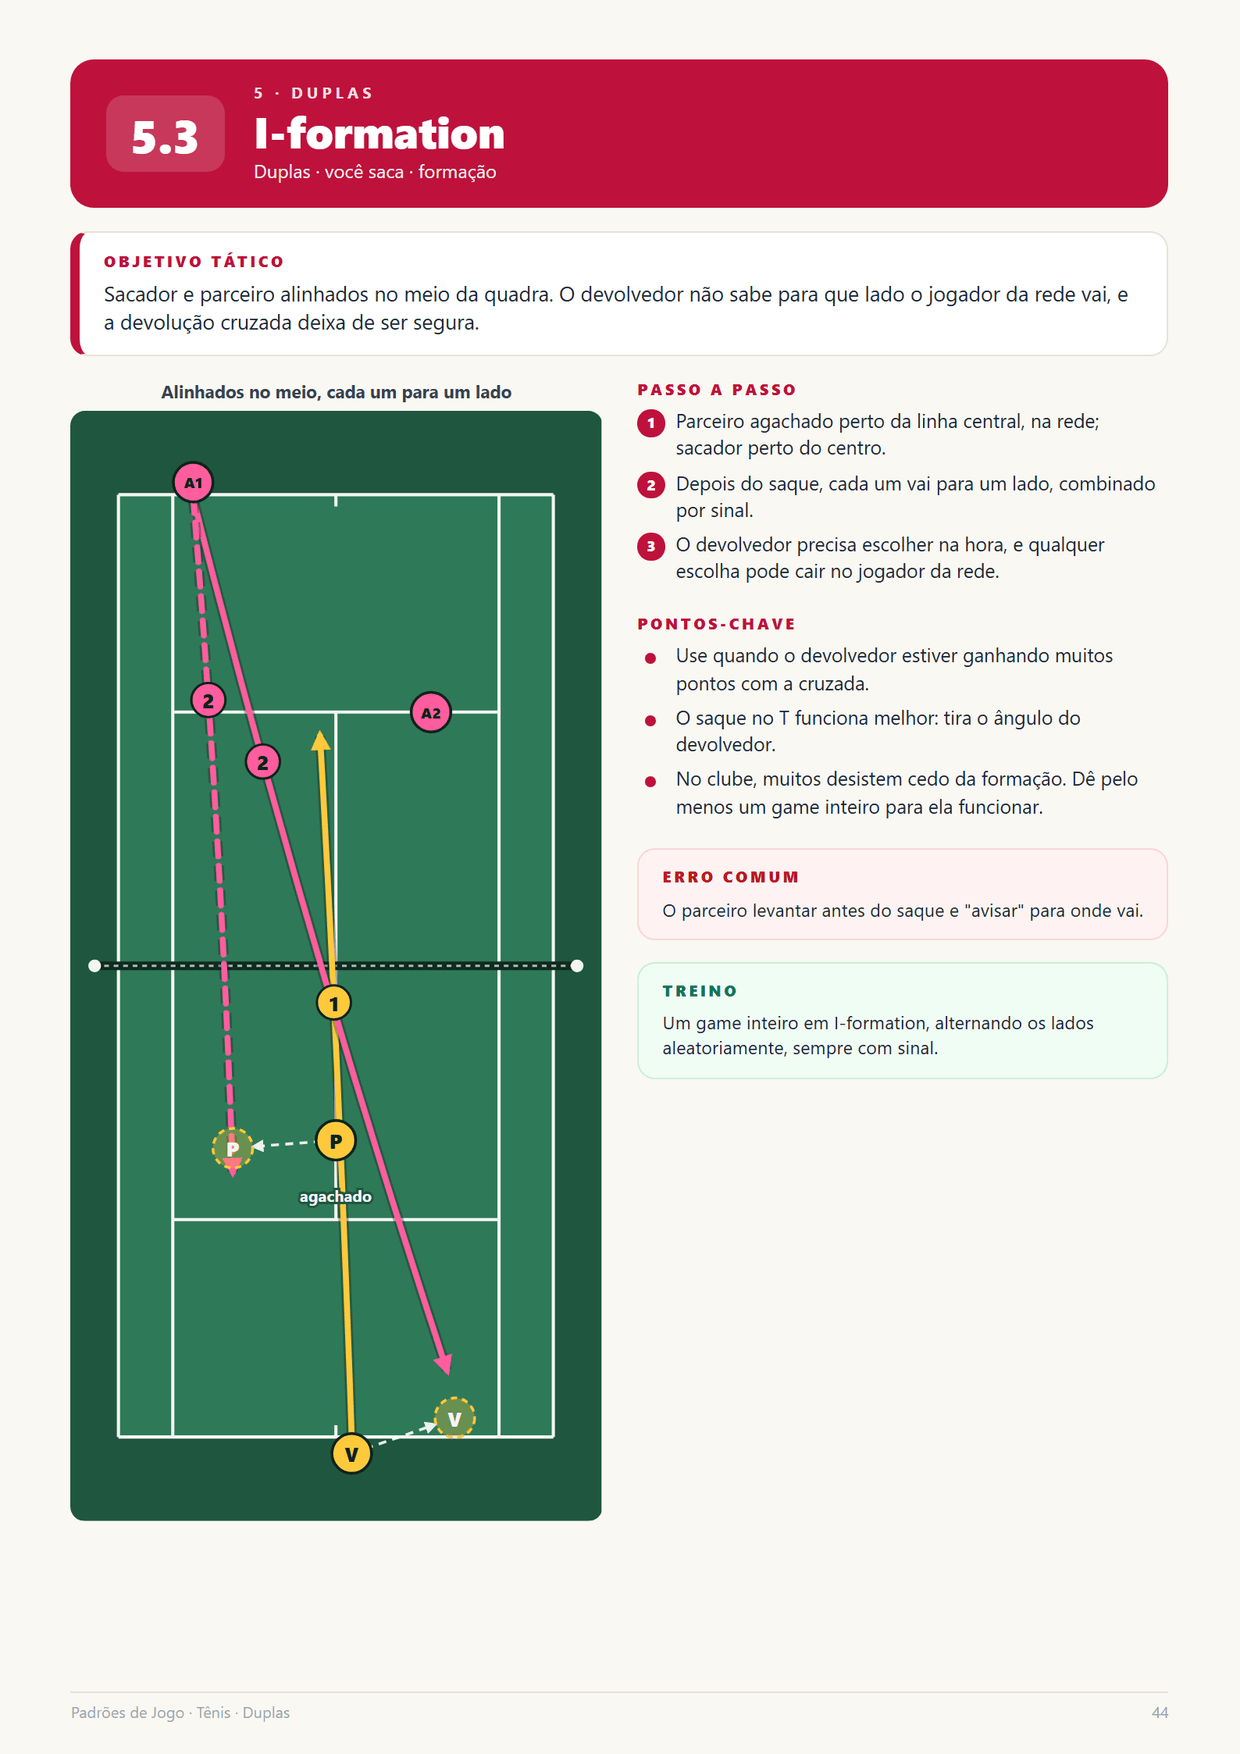 5.3
5 · DUPLAS
I-formation
Duplas · você saca · formação
OBJETIVO TÁTICO
Sacador e parceiro alinhados no meio da quadra. O devolvedor não sabe para que lado o jogador da rede vai, e
a devolução cruzada deixa de ser segura.
Alinhados no meio, cada um para um lado
A1
2
A2
2
1
P
P
agachado
V
V
PASSO A PASSO
1 Parceiro agachado perto da linha central, na rede;
sacador perto do centro.
2 Depois do saque, cada um vai para um lado, combinado
por sinal.
3 O devolvedor precisa escolher na hora, e qualquer
escolha pode cair no jogador da rede.
PONTOS-CHAVE
Use quando o devolvedor estiver ganhando muitos
pontos com a cruzada.
O saque no T funciona melhor: tira o ângulo do
devolvedor.
No clube, muitos desistem cedo da formação. Dê pelo
menos um game inteiro para ela funcionar.
ERRO COMUM
O parceiro levantar antes do saque e "avisar" para onde vai.
TREINO
Um game inteiro em I-formation, alternando os lados
aleatoriamente, sempre com sinal.
Padrões de Jogo · Tênis · Duplas
44